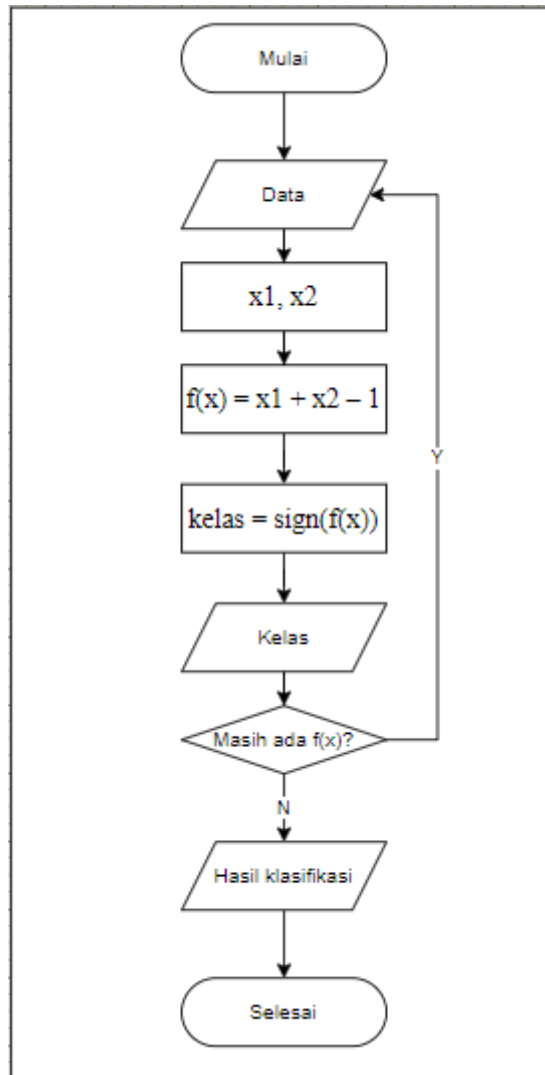 Mulai
Data
x1, x2
f(x) = x1 + x2 – 1
Y
kelas = sign(f(x))
Kelas
Masih ada f(x)?
N
Hasil klasifikasi
Selesai